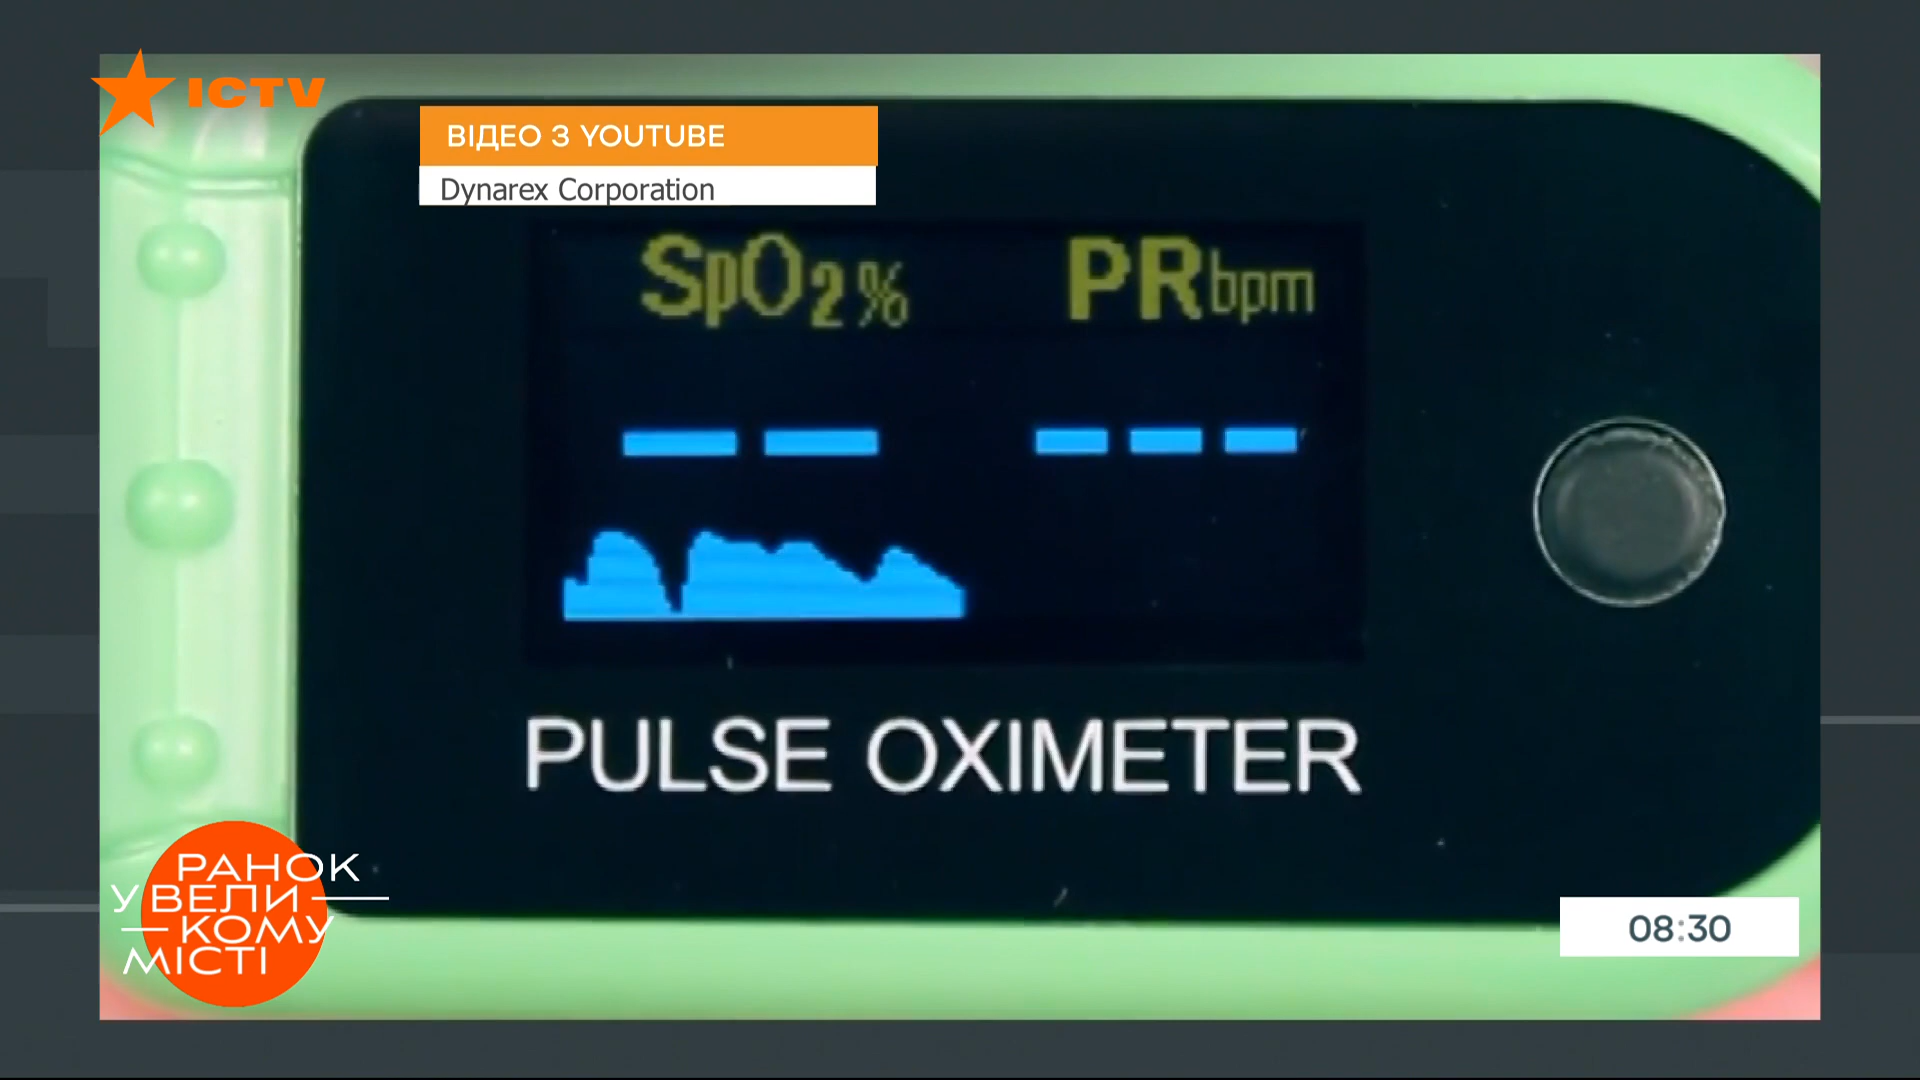 ICTV
ВІДЕО З YOUTUBE
Dynarex Corporation
SpO2% PRbpm
-- ---
PULSE OXIMETER
РАНОК
У ВЕЛИ—
—КОМУ
МІСТІ
08:30